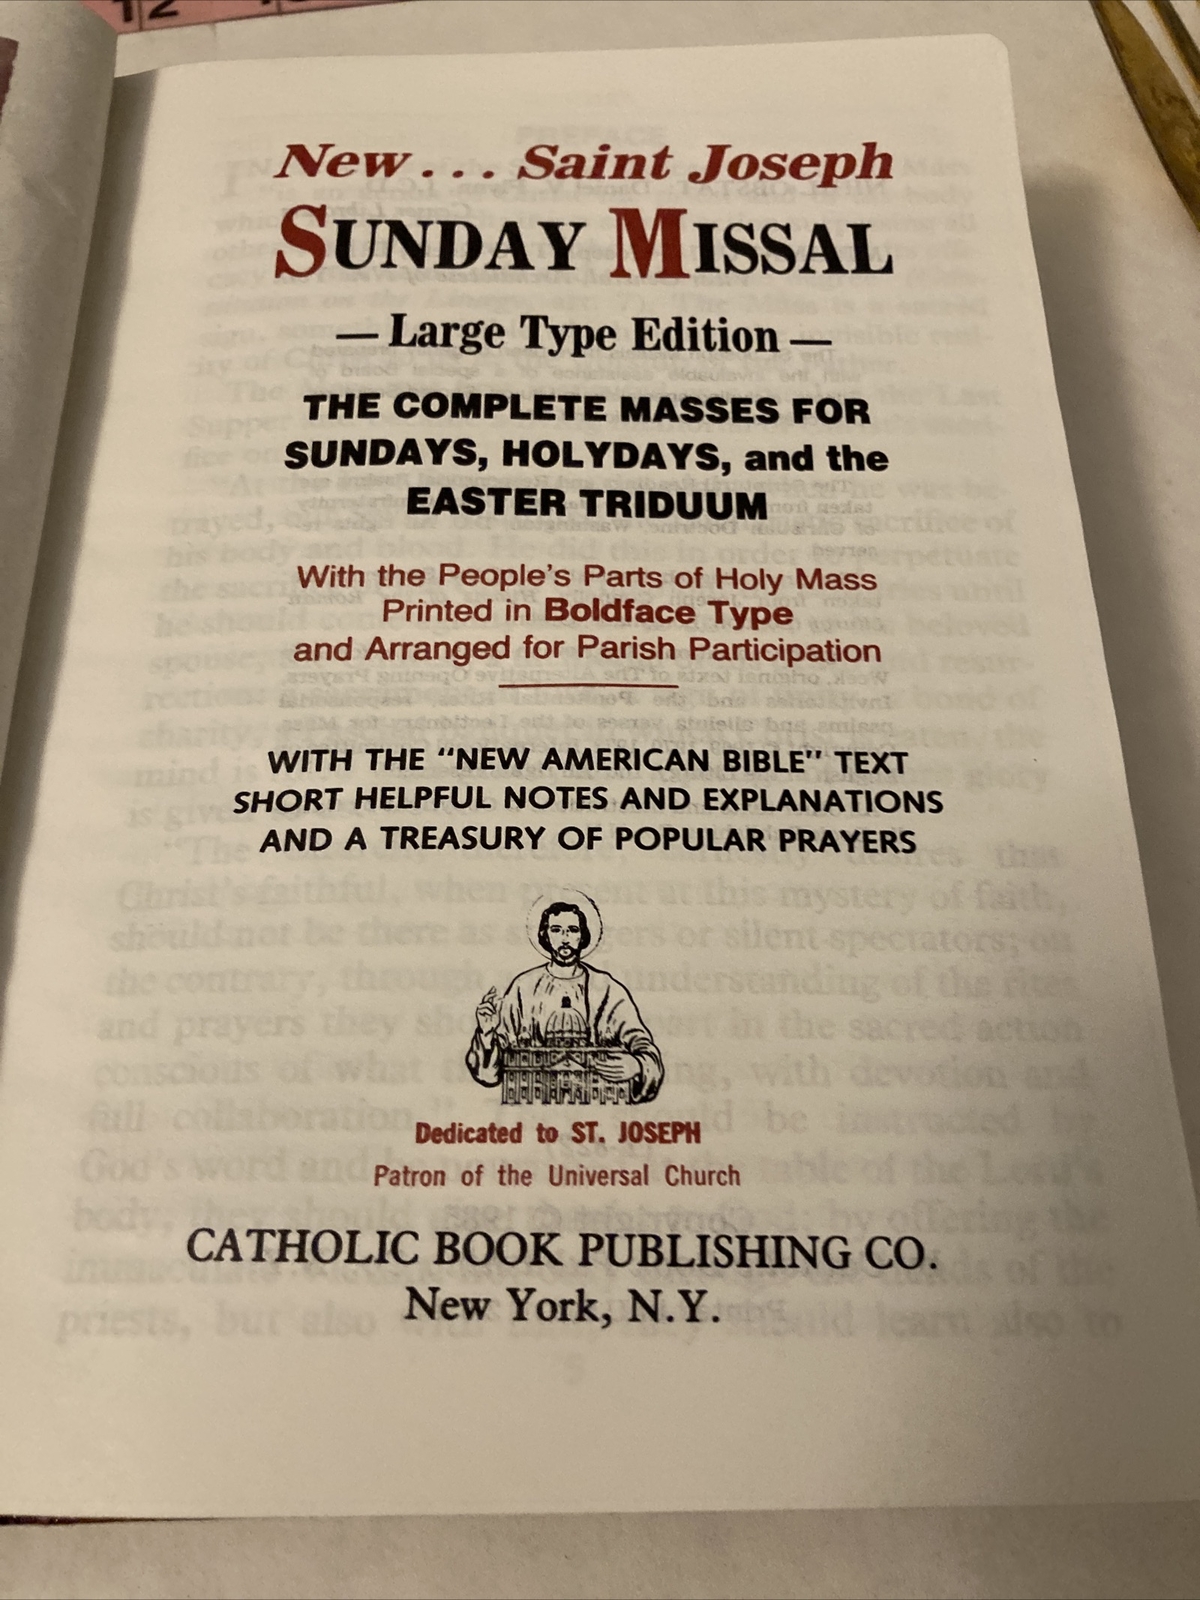 12
New... Saint Joseph
SUNDAY MISSAL
— Large Type Edition —
THE COMPLETE MASSES FOR
SUNDAYS, HOLYDAYS, and the
EASTER TRIDUUM
With the People's Parts of Holy Mass
Printed in Boldface Type
and Arranged for Parish Participation
WITH THE "NEW AMERICAN BIBLE" TEXT
SHORT HELPFUL NOTES AND EXPLANATIONS
AND A TREASURY OF POPULAR PRAYERS
Dedicated to ST. JOSEPH
Patron of the Universal Church
CATHOLIC BOOK PUBLISHING CO.
New York, N.Y.